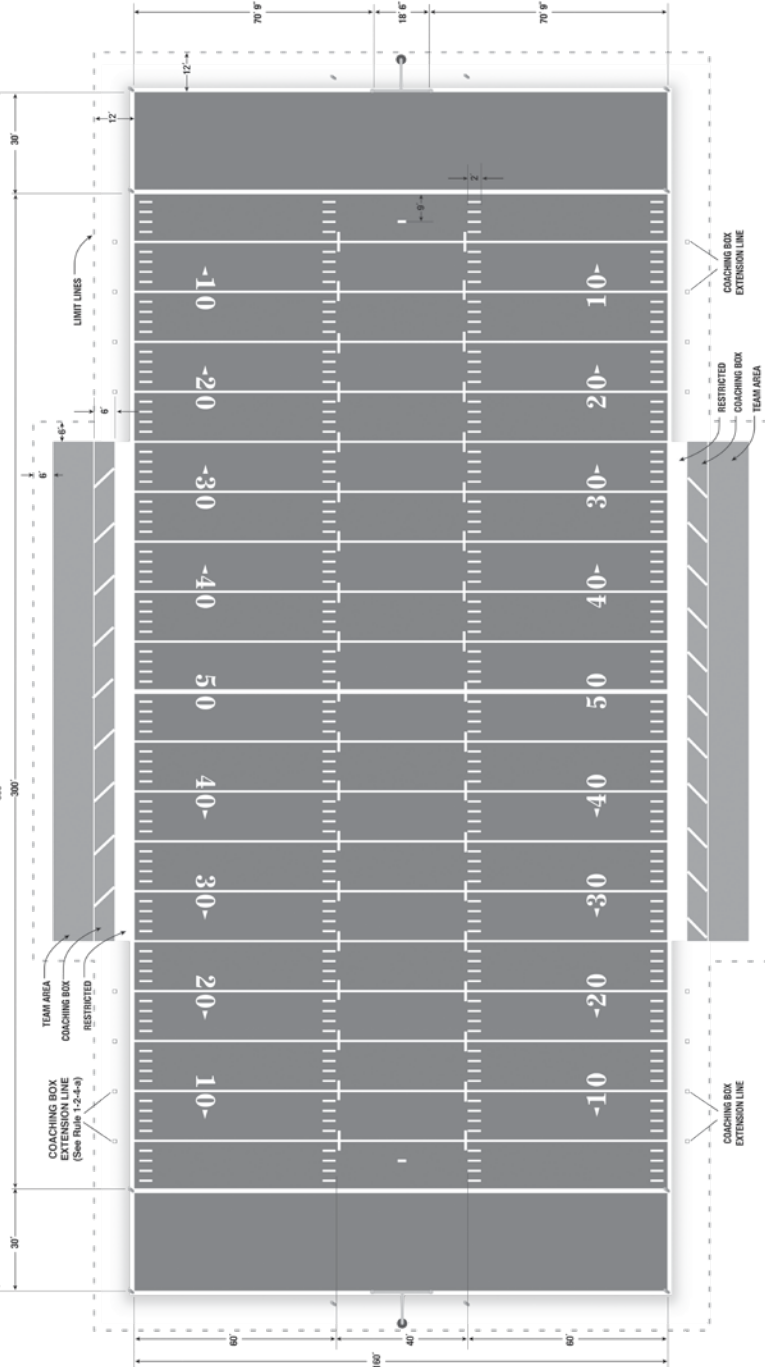 70' 9"
18' 6"
70' 9"
12'
12'
30'
2'
9'
LIMIT LINES
COACHING BOX
EXTENSION LINE
10
10
20
20
6'
6'
6'
RESTRICTED
COACHING BOX
TEAM AREA
30
30
40
40
50
50
300'
40
40
30
30
TEAM AREA
COACHING BOX
RESTRICTED
20
20
COACHING BOX
EXTENSION LINE
(See Rule 1-2-4-a)
10
10
COACHING BOX
EXTENSION LINE
30'
60'
40'
60'
160'